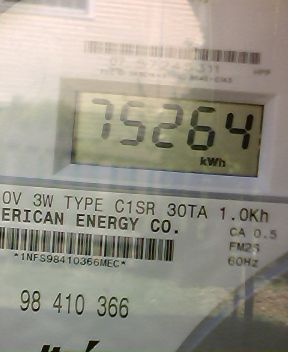 75264
kWh
0V 3W TYPE C1SR 30TA 1.0Kh
ERICAN ENERGY CO.
CA 0.5
FM2S
60Hz
*1NFS98410366MEC*
98 410 366